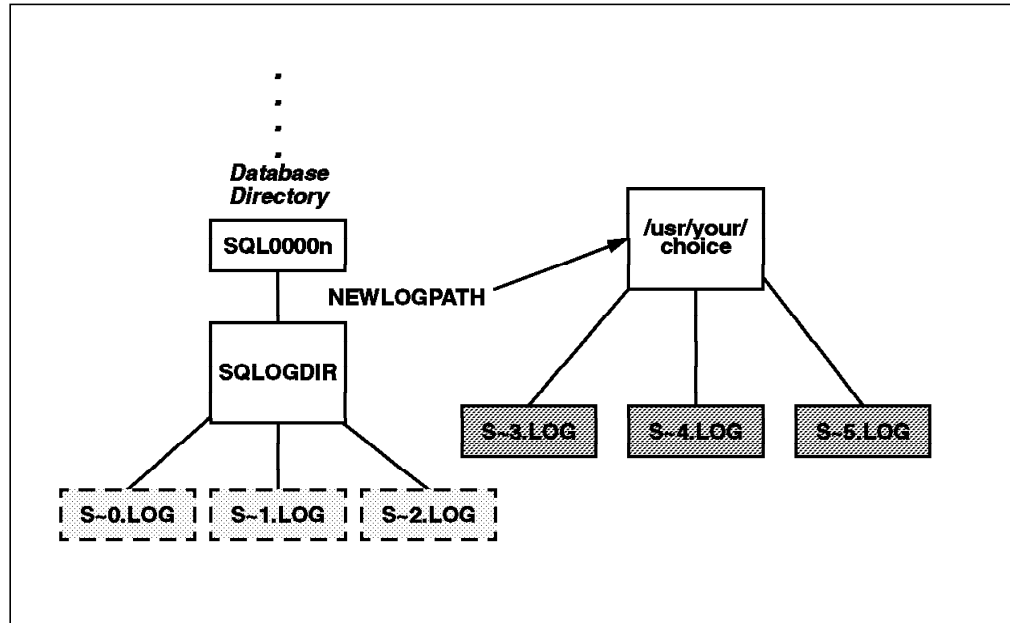 Database
Directory
SQL0000n
SQLOGDIR
S~0.LOG
S~1.LOG
S~2.LOG
NEWLOGPATH
/usr/your/
choice
S~3.LOG
S~4.LOG
S~5.LOG